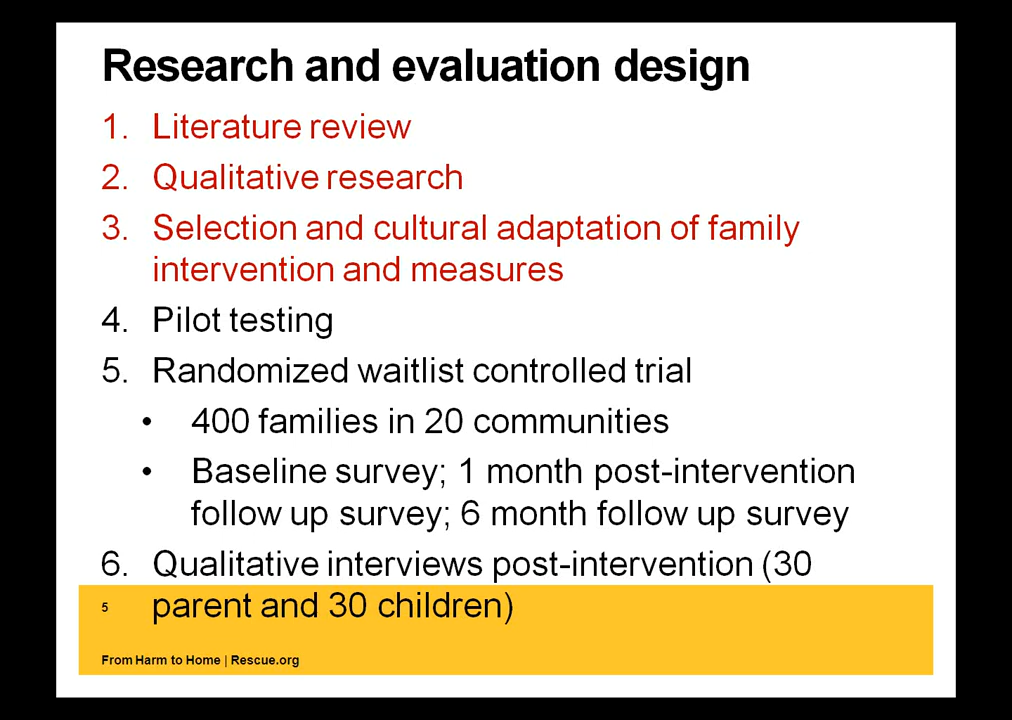 Research and evaluation design
1. Literature review
2. Qualitative research
3. Selection and cultural adaptation of family
intervention and measures
4. Pilot testing
5. Randomized waitlist controlled trial
• 400 families in 20 communities
• Baseline survey; 1 month post-intervention
follow up survey; 6 month follow up survey
6. Qualitative interviews post-intervention (30
parent and 30 children)
5
From Harm to Home | Rescue.org